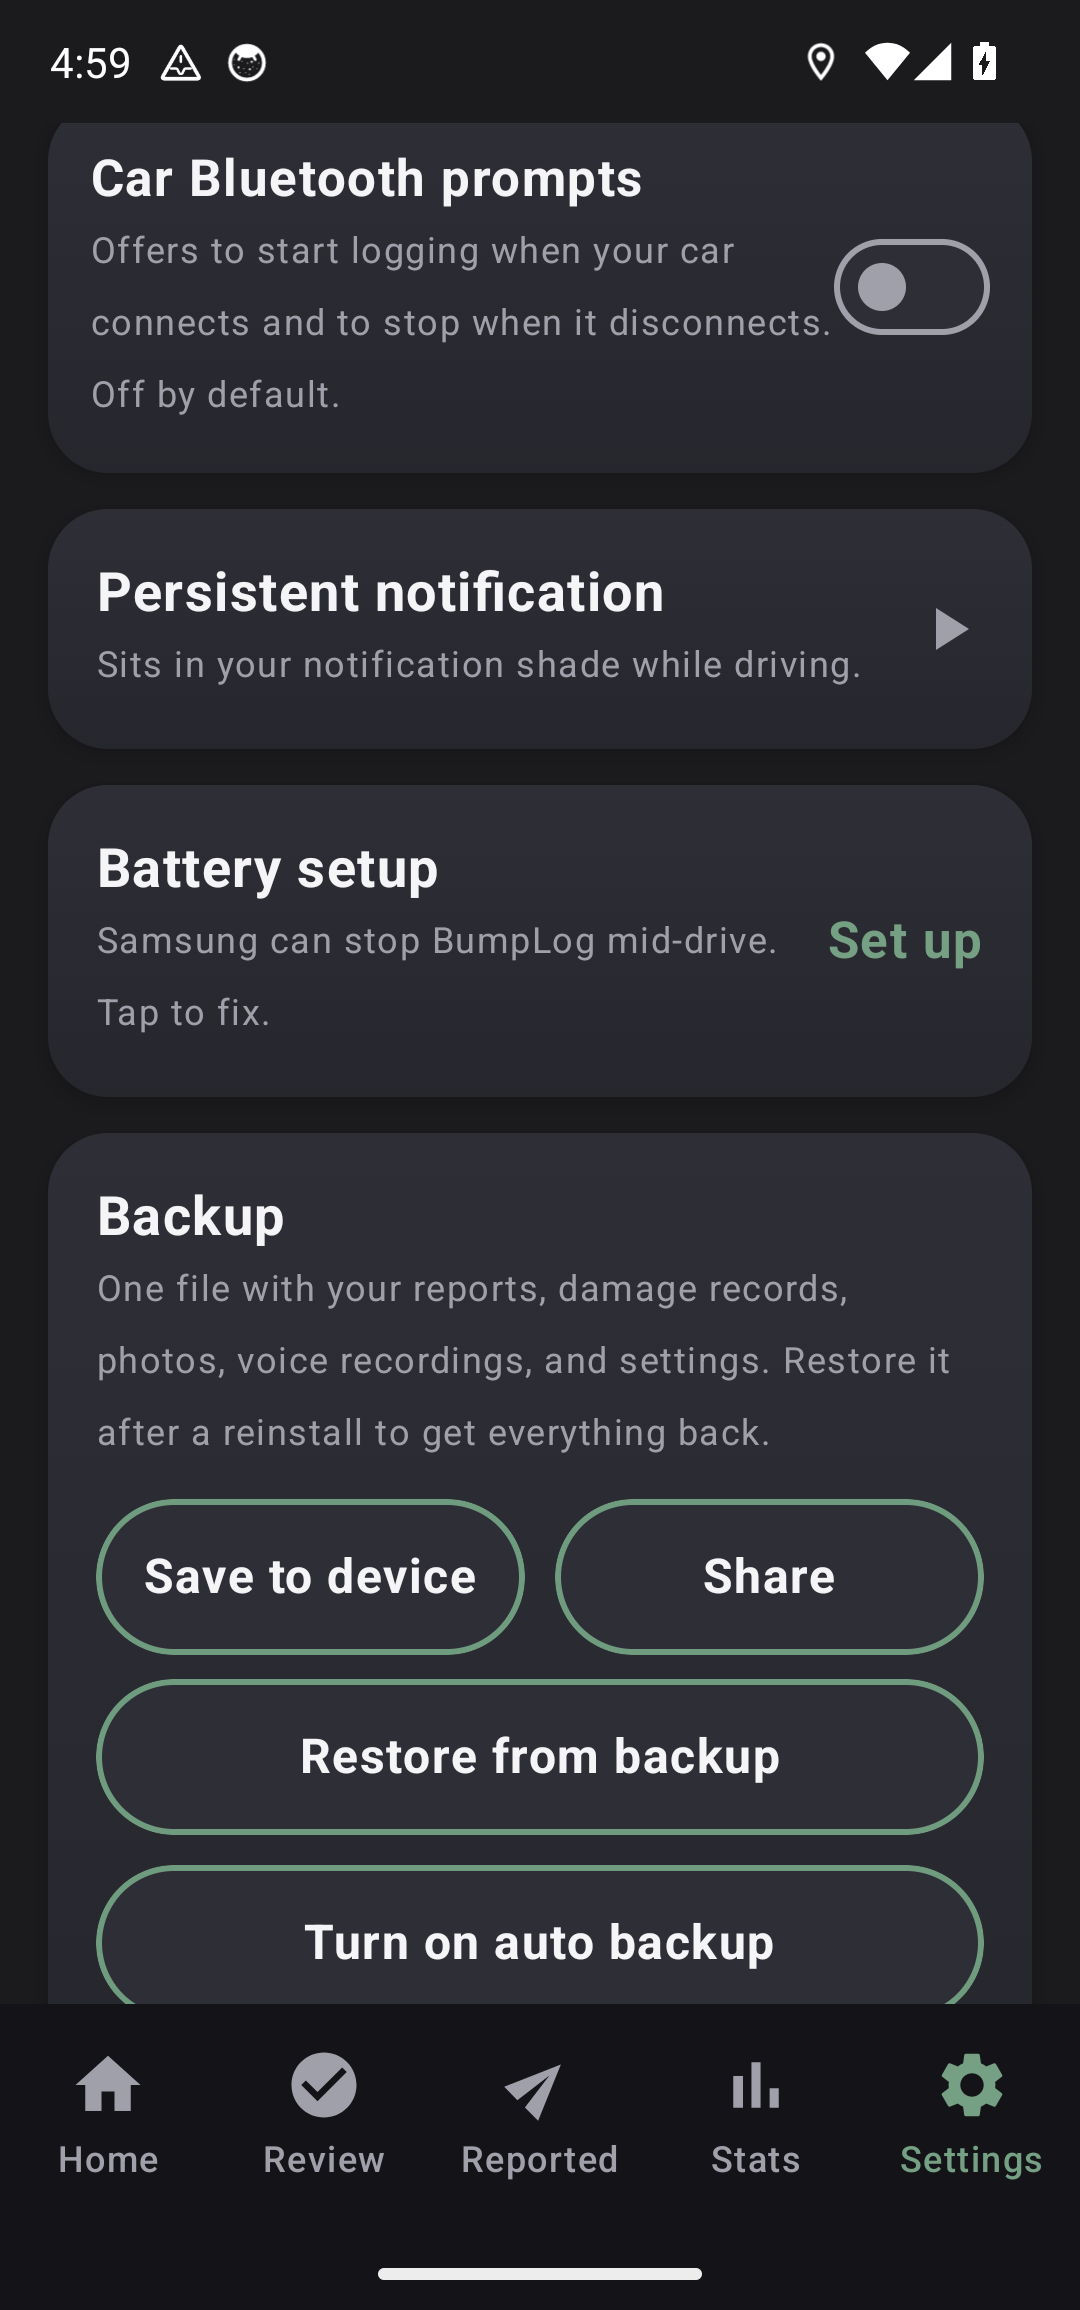 4:59
Car Bluetooth prompts
Offers to start logging when your car
connects and to stop when it disconnects.
Off by default.
Persistent notification
Sits in your notification shade while driving.
Battery setup
Samsung can stop BumpLog mid-drive.
Set up
Tap to fix.
Backup
One file with your reports, damage records,
photos, voice recordings, and settings. Restore it
after a reinstall to get everything back.
Save to device
Share
Restore from backup
Turn on auto backup
Home
Review
Reported
Stats
Settings